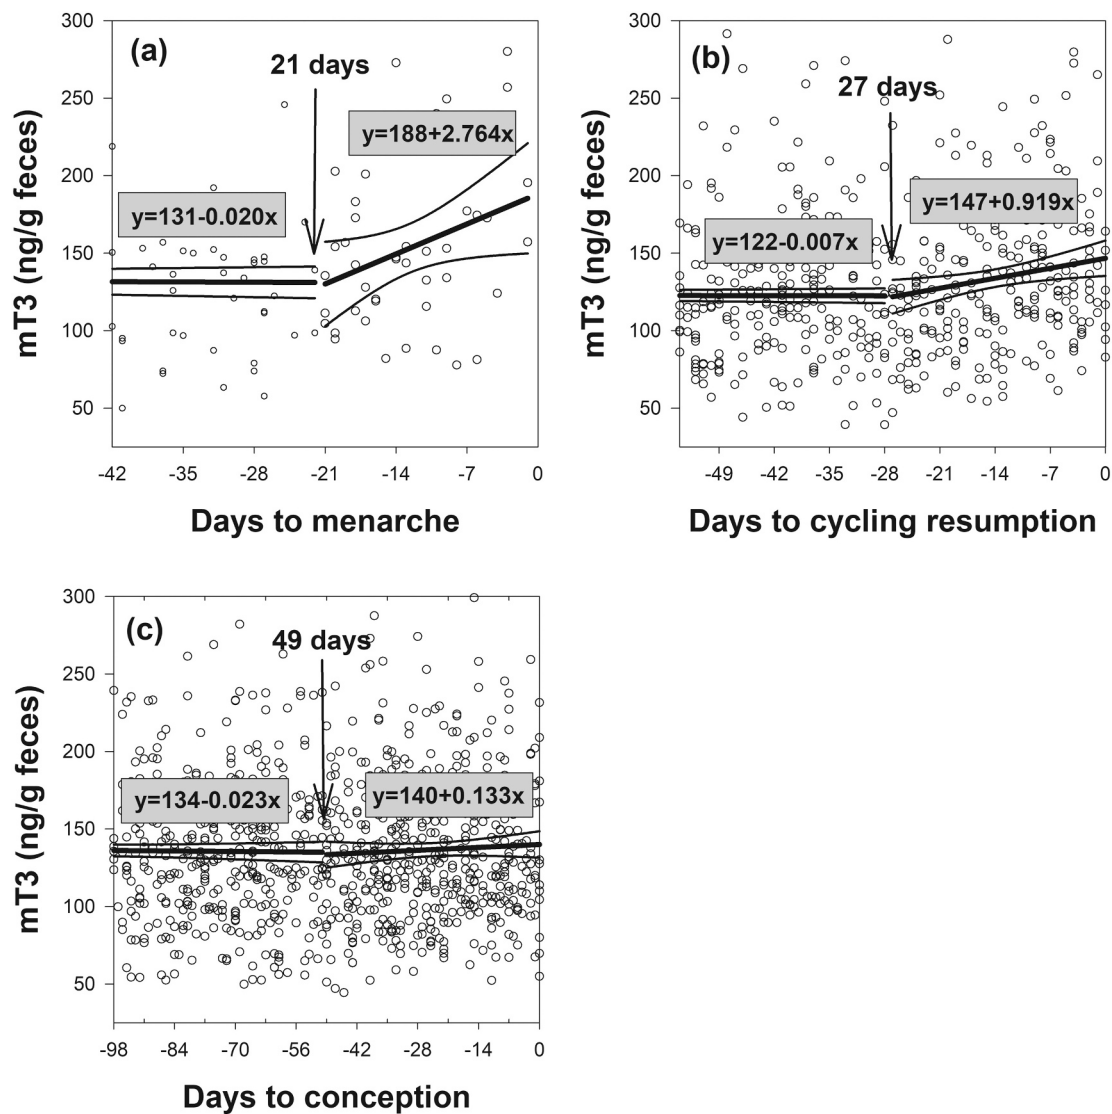 (a)
21 days
y=188+2.764x
y=131-0.020x
mT3 (ng/g feces)
300
250
200
150
100
50
-42 -35 -28 -21 -14 -7 0
Days to menarche
(b)
27 days
y=147+0.919x
y=122-0.007x
mT3 (ng/g feces)
300
250
200
150
100
50
-49 -42 -35 -28 -21 -14 -7 0
Days to cycling resumption
(c)
49 days
y=134-0.023x
y=140+0.133x
mT3 (ng/g feces)
300
250
200
150
100
50
-98 -84 -70 -56 -42 -28 -14 0
Days to conception